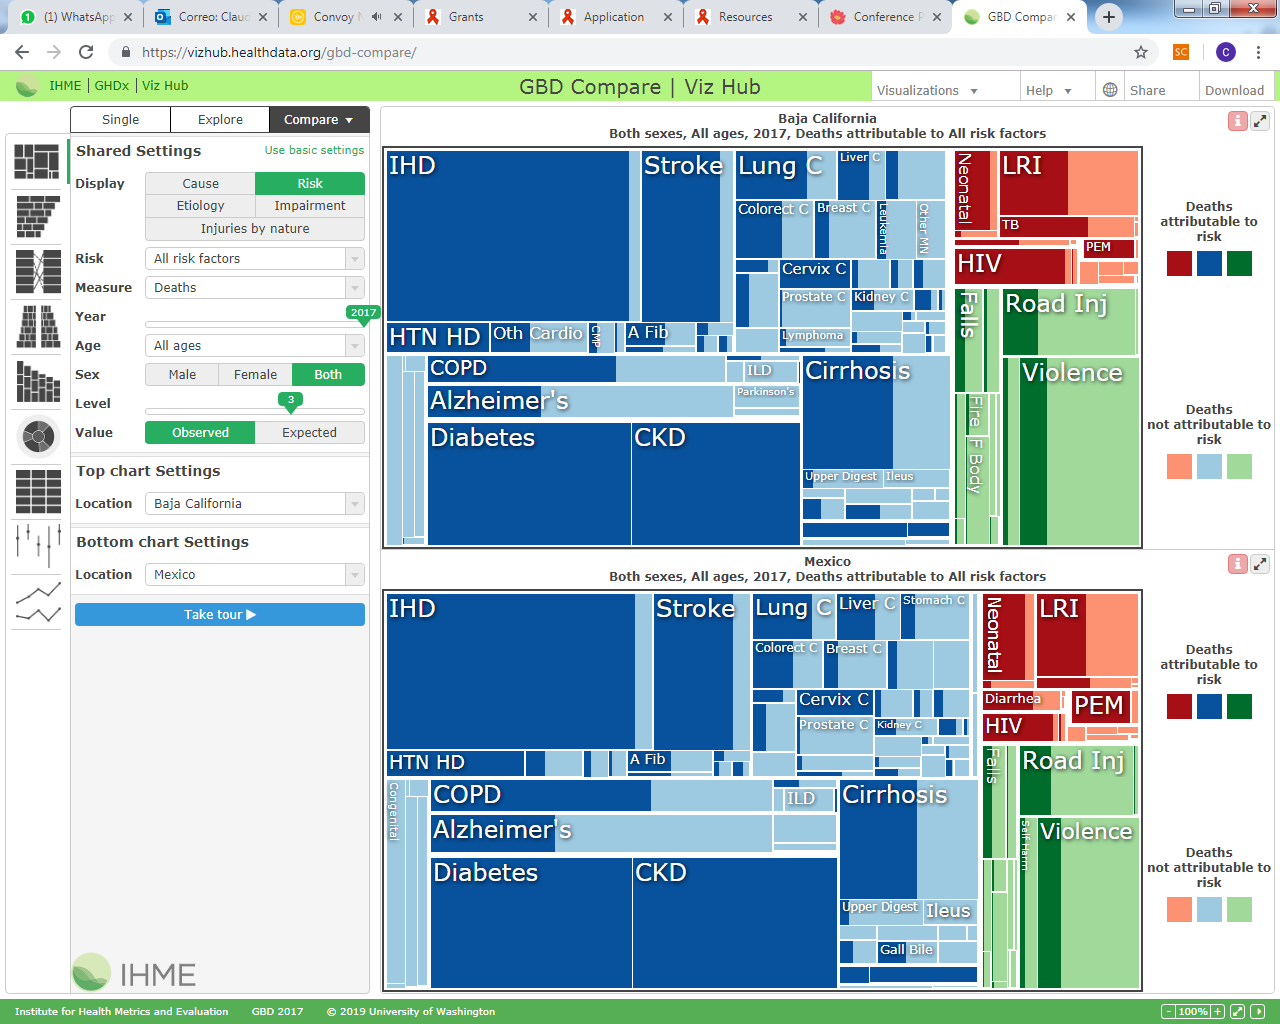 (1) WhatsApp
Correo: Clau
Convoy
Grants
Application
Resources
Conference P
GBD Compar
https://vizhub.healthdata.org/gbd-compare/
SC
C
IHME | GHDx | Viz Hub
GBD Compare | Viz Hub
Visualizations
Help
Share
Download
Single
Explore
Compare
Shared Settings
Use basic settings
Display
Cause
Risk
Etiology
Impairment
Injuries by nature
Risk
All risk factors
Measure
Deaths
Year
2017
Age
All ages
Sex
Male
Female
Both
Level
3
Value
Observed
Expected
Top chart Settings
Location
Baja California
Bottom chart Settings
Location
Mexico
Take tour
IHME
Baja California
Both sexes, All ages, 2017, Deaths attributable to All risk factors
IHD
Stroke
Lung C
Liver C
Colorect C
Breast C
Leukemia
Other MN
Cervix C
Prostate C
Kidney C
Lymphoma
HTN HD
Oth Cardio
CMP
A Fib
COPD
ILD
Alzheimer's
Parkinson's
Diabetes
CKD
Cirrhosis
Upper Digest
Ileus
Neonatal
LRI
TB
PEM
HIV
Falls
Road Inj
Violence
Fire
F Body
Deaths
attributable to
risk
Deaths
not attributable to
risk
Mexico
Both sexes, All ages, 2017, Deaths attributable to All risk factors
IHD
Stroke
Lung C
Liver C
Stomach C
Colorect C
Breast C
Cervix C
Prostate C
Kidney C
HTN HD
A Fib
Congenital
COPD
ILD
Alzheimer's
Diabetes
CKD
Cirrhosis
Upper Digest
Ileus
Gall Bile
Neonatal
LRI
Diarrhea
PEM
HIV
Falls
Road Inj
Self Harm
Violence
Deaths
attributable to
risk
Deaths
not attributable to
risk
Institute for Health Metrics and Evaluation
GBD 2017
© 2019 University of Washington
- 100% +